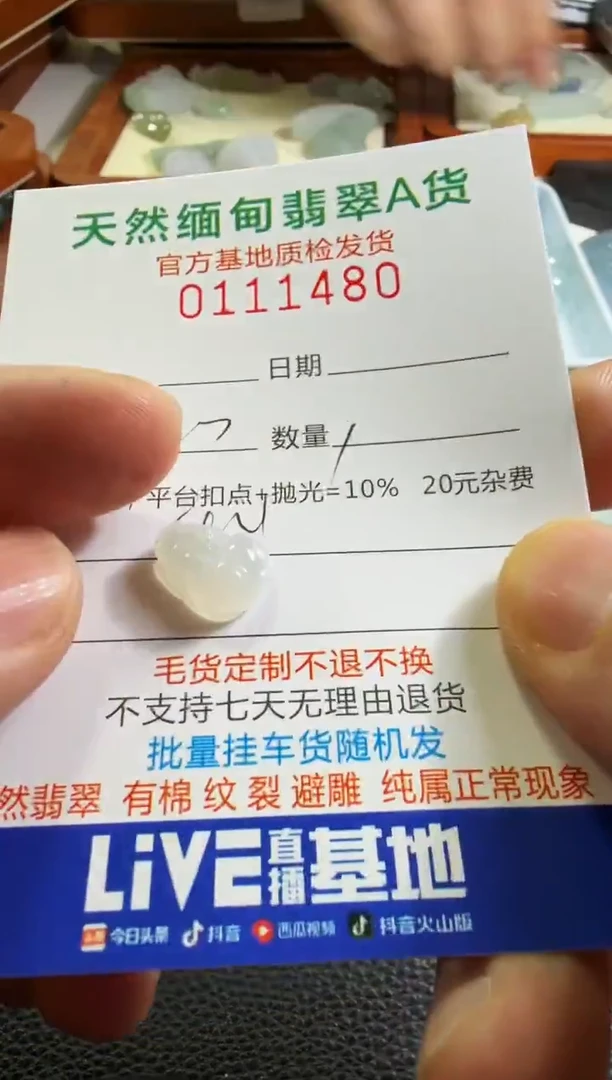 天然缅甸翡翠A货
官方基地质检发货
0111480
日期
数量 1
平台扣点+抛光=10% 20元杂费
毛货定制不退不换
不支持七天无理由退货
批量挂车货随机发
然翡翠 有棉 纹 裂 避雕 纯属正常现象
LiVE直播基地
头条 今日头条 抖音 西瓜视频 抖音火山版